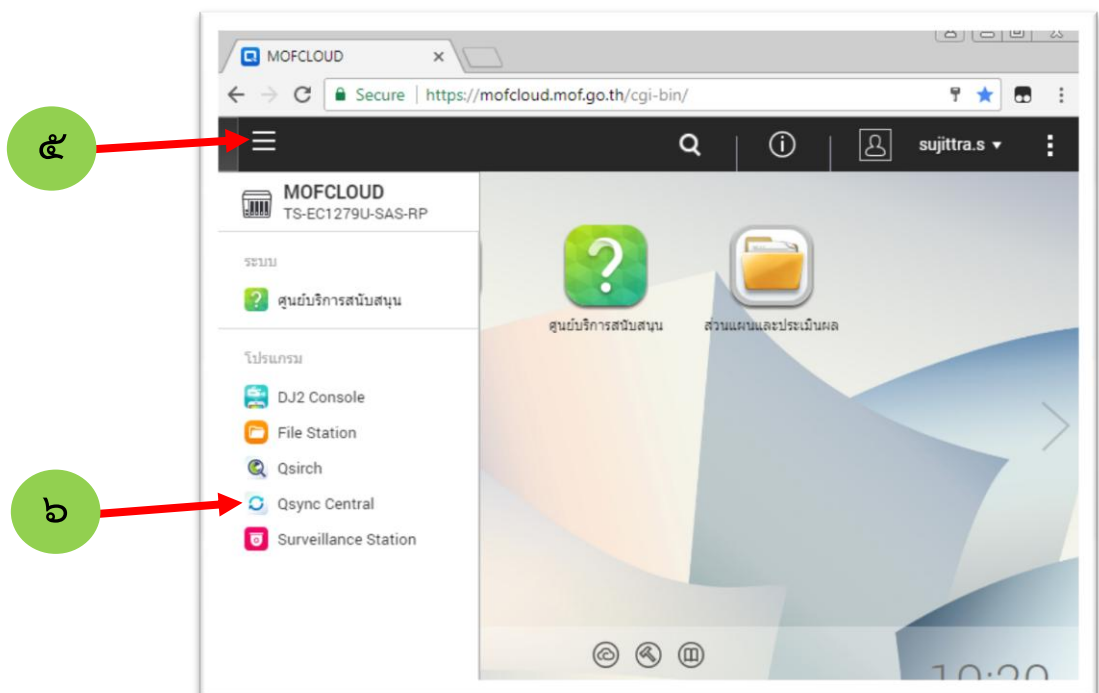 MOFCLOUD
Secure | https://mofcloud.mof.go.th/cgi-bin/
๕
sujittra.s
MOFCLOUD
TS-EC1279U-SAS-RP
ระบบ
ศูนย์บริการสนับสนุน
ศูนย์บริการสนับสนุน
ส่วนแผนและประเมินผล
โปรแกรม
DJ2 Console
File Station
Qsirch
๖
Qsync Central
Surveillance Station
10:20